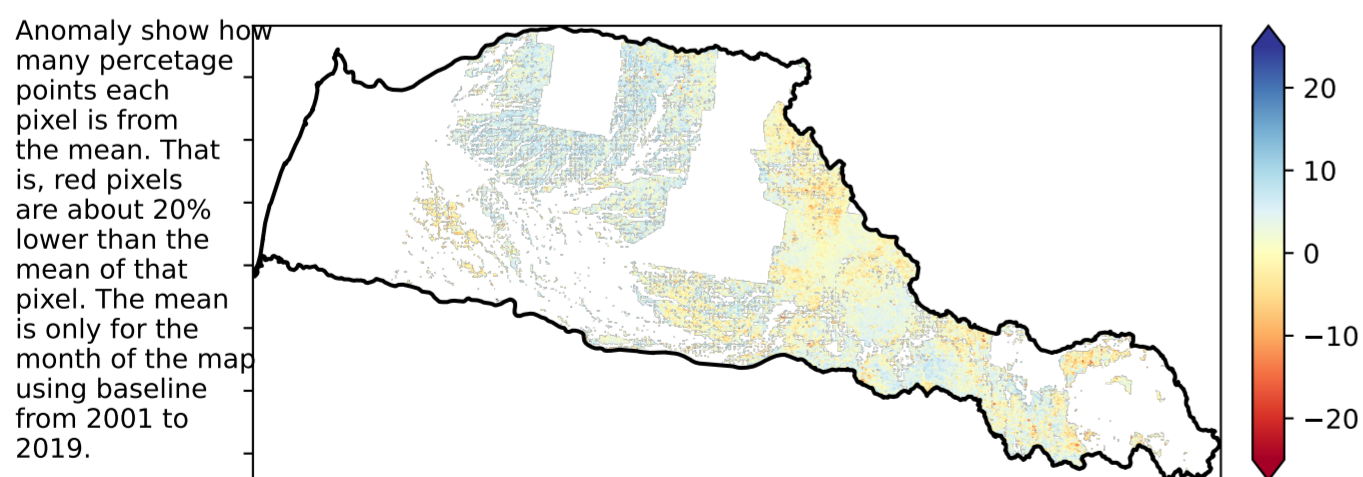 Anomaly show how
many percetage
points each
pixel is from
the mean. That
is, red pixels
are about 20%
lower than the
mean of that
pixel. The mean
is only for the
month of the map
using baseline
from 2001 to
2019.
20
10
0
−10
−20